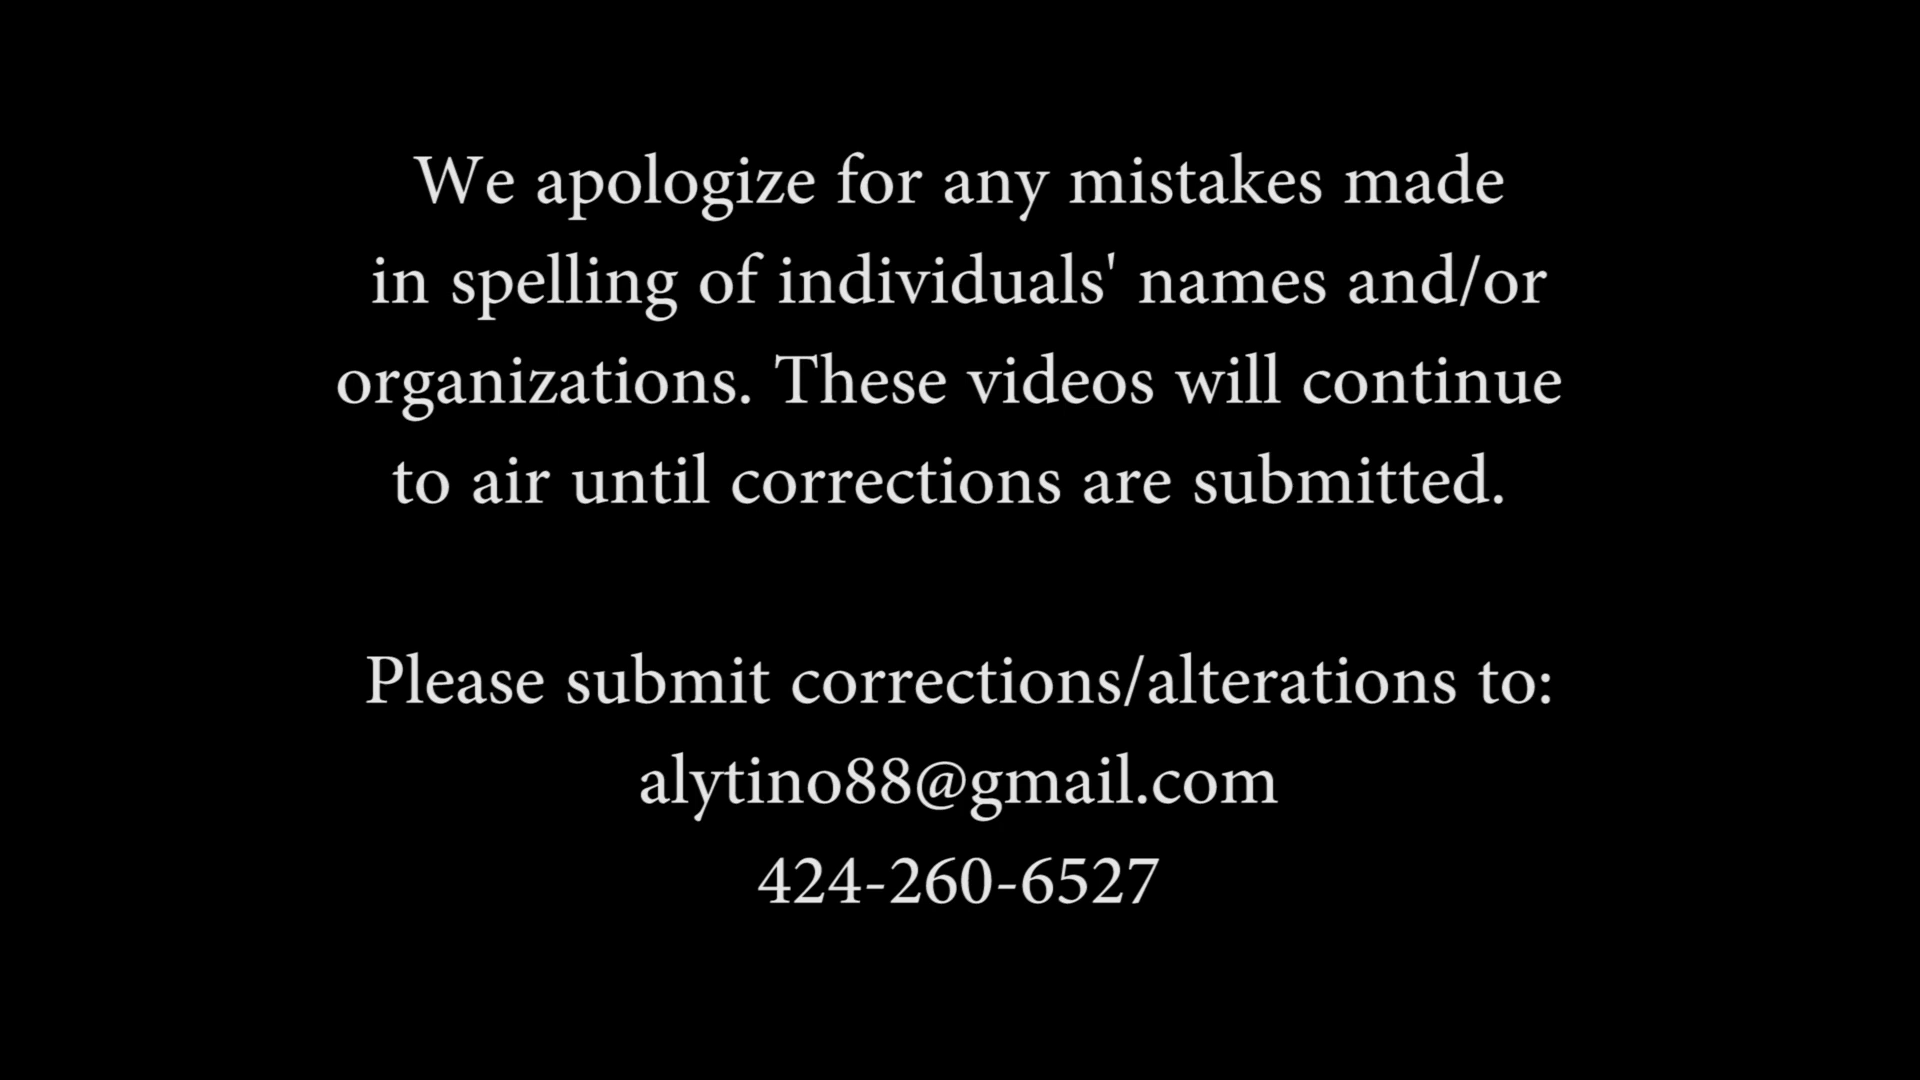 We apologize for any mistakes made
in spelling of individuals' names and/or
organizations. These videos will continue
to air until corrections are submitted.
Please submit corrections/alterations to:
alytino88@gmail.com
424-260-6527